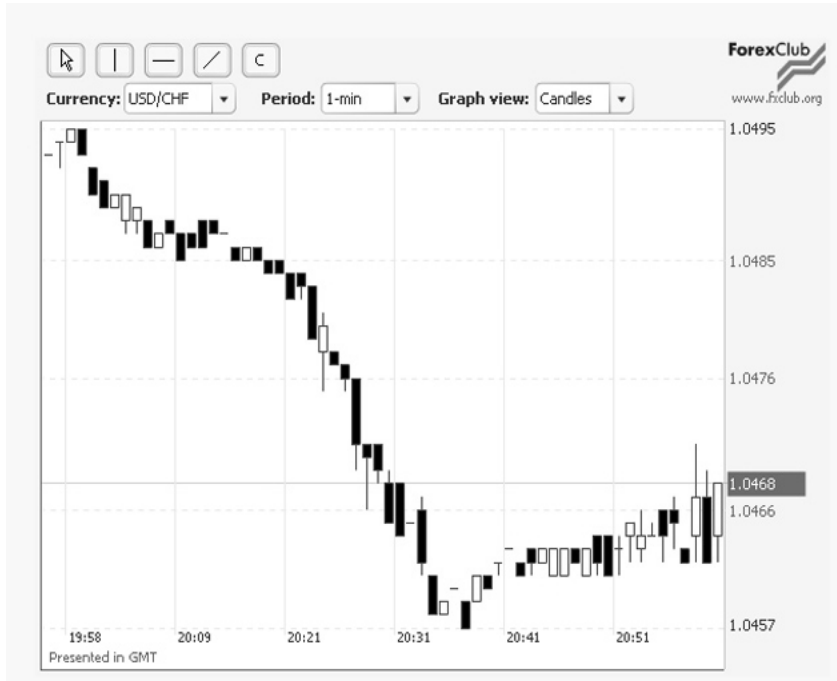 C
ForexClub
www.fxclub.org
Currency: USD/CHF
Period: 1-min
Graph view: Candles
1.0495
1.0485
1.0476
1.0468
1.0466
1.0457
19:58
20:09
20:21
20:31
20:41
20:51
Presented in GMT